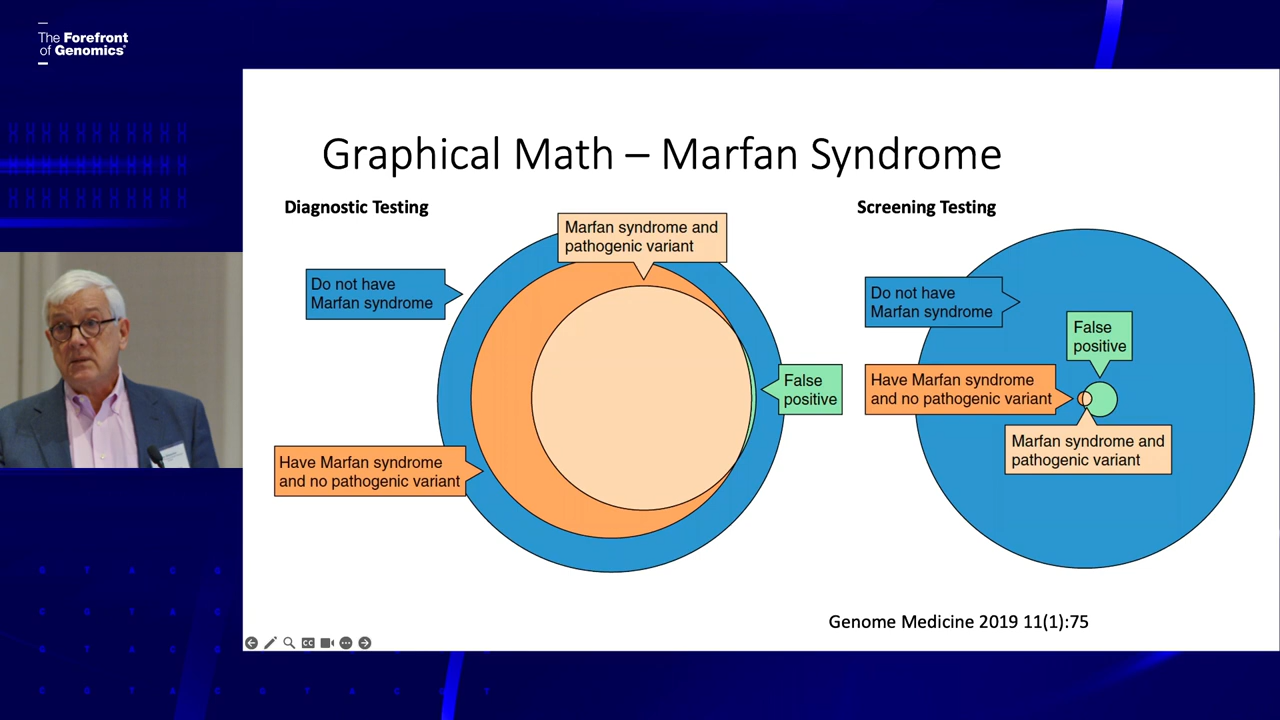 The Forefront
of Genomics
Graphical Math – Marfan Syndrome
Diagnostic Testing
Marfan syndrome and
pathogenic variant
Do not have
Marfan syndrome
False
positive
Have Marfan syndrome
and no pathogenic variant
Screening Testing
Do not have
Marfan syndrome
False
positive
Have Marfan syndrome
and no pathogenic variant
Marfan syndrome and
pathogenic variant
Genome Medicine 2019 11(1):75